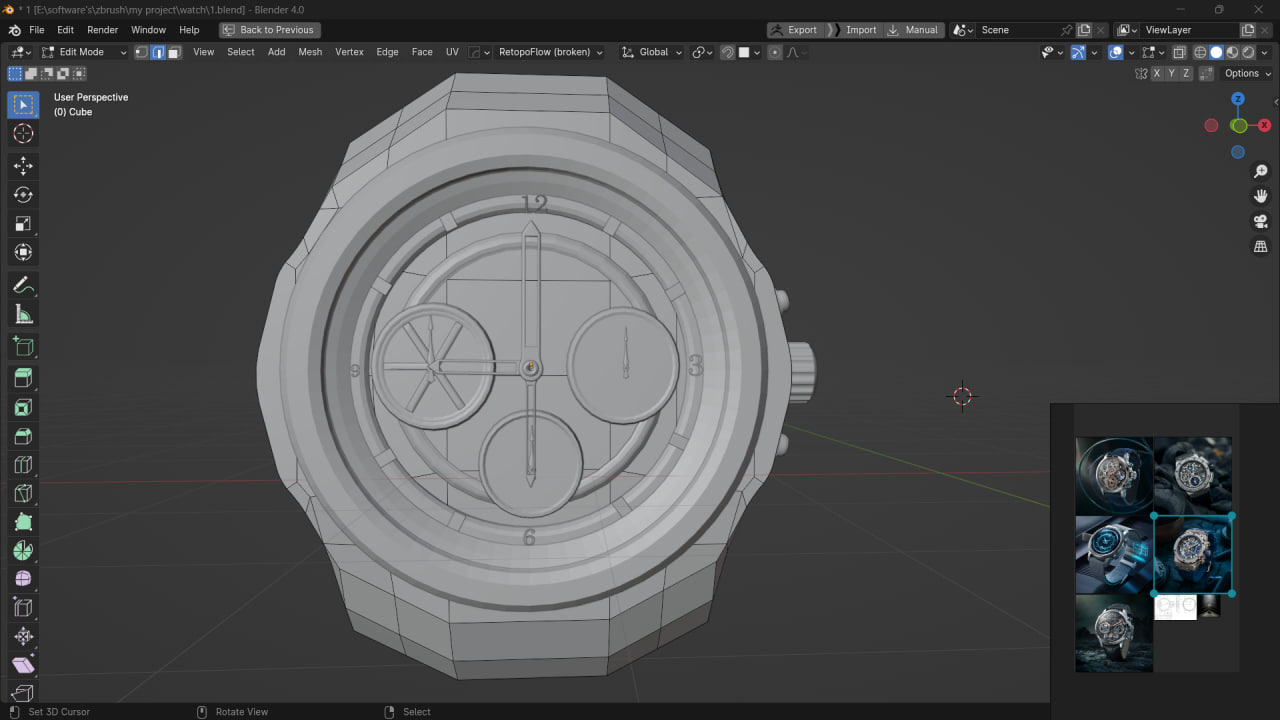 * 1 [E:\software's\zbrush\my project\watch\1.blend] - Blender 4.0
File Edit Render Window Help Back to Previous Export Import Manual Scene ViewLayer
Edit Mode View Select Add Mesh Vertex Edge Face UV RetopoFlow (broken) Global
X Y Z Options
User Perspective
(0) Cube
Z
X
12
9
3
6
Set 3D Cursor Rotate View Select